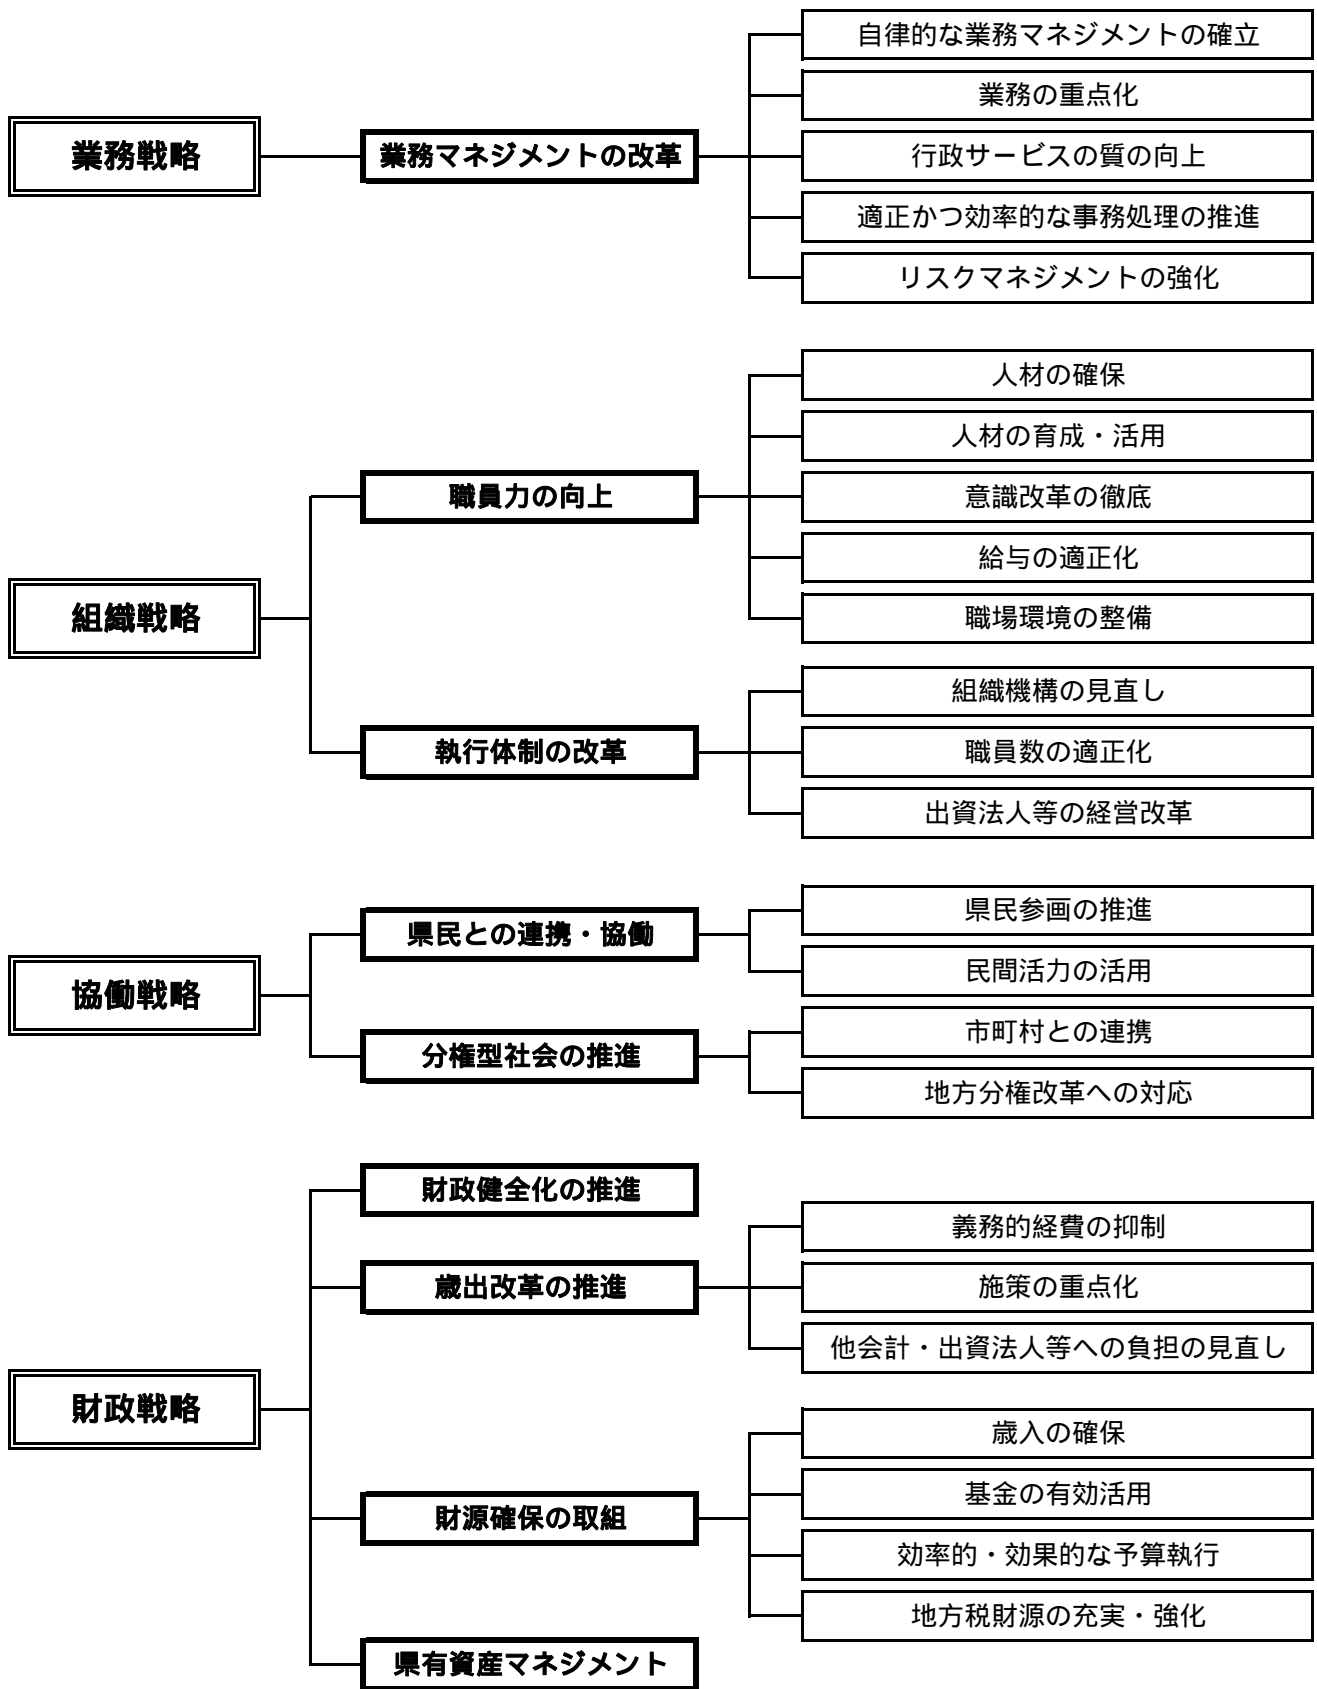 業務戦略
業務マネジメントの改革
自律的な業務マネジメントの確立
業務の重点化
行政サービスの質の向上
適正かつ効率的な事務処理の推進
リスクマネジメントの強化
組織戦略
職員力の向上
人材の確保
人材の育成・活用
意識改革の徹底
給与の適正化
職場環境の整備
執行体制の改革
組織機構の見直し
職員数の適正化
出資法人等の経営改革
協働戦略
県民との連携・協働
県民参画の推進
民間活力の活用
分権型社会の推進
市町村との連携
地方分権改革への対応
財政戦略
財政健全化の推進
歳出改革の推進
義務的経費の抑制
施策の重点化
他会計・出資法人等への負担の見直し
財源確保の取組
歳入の確保
基金の有効活用
効率的・効果的な予算執行
地方税財源の充実・強化
県有資産マネジメント